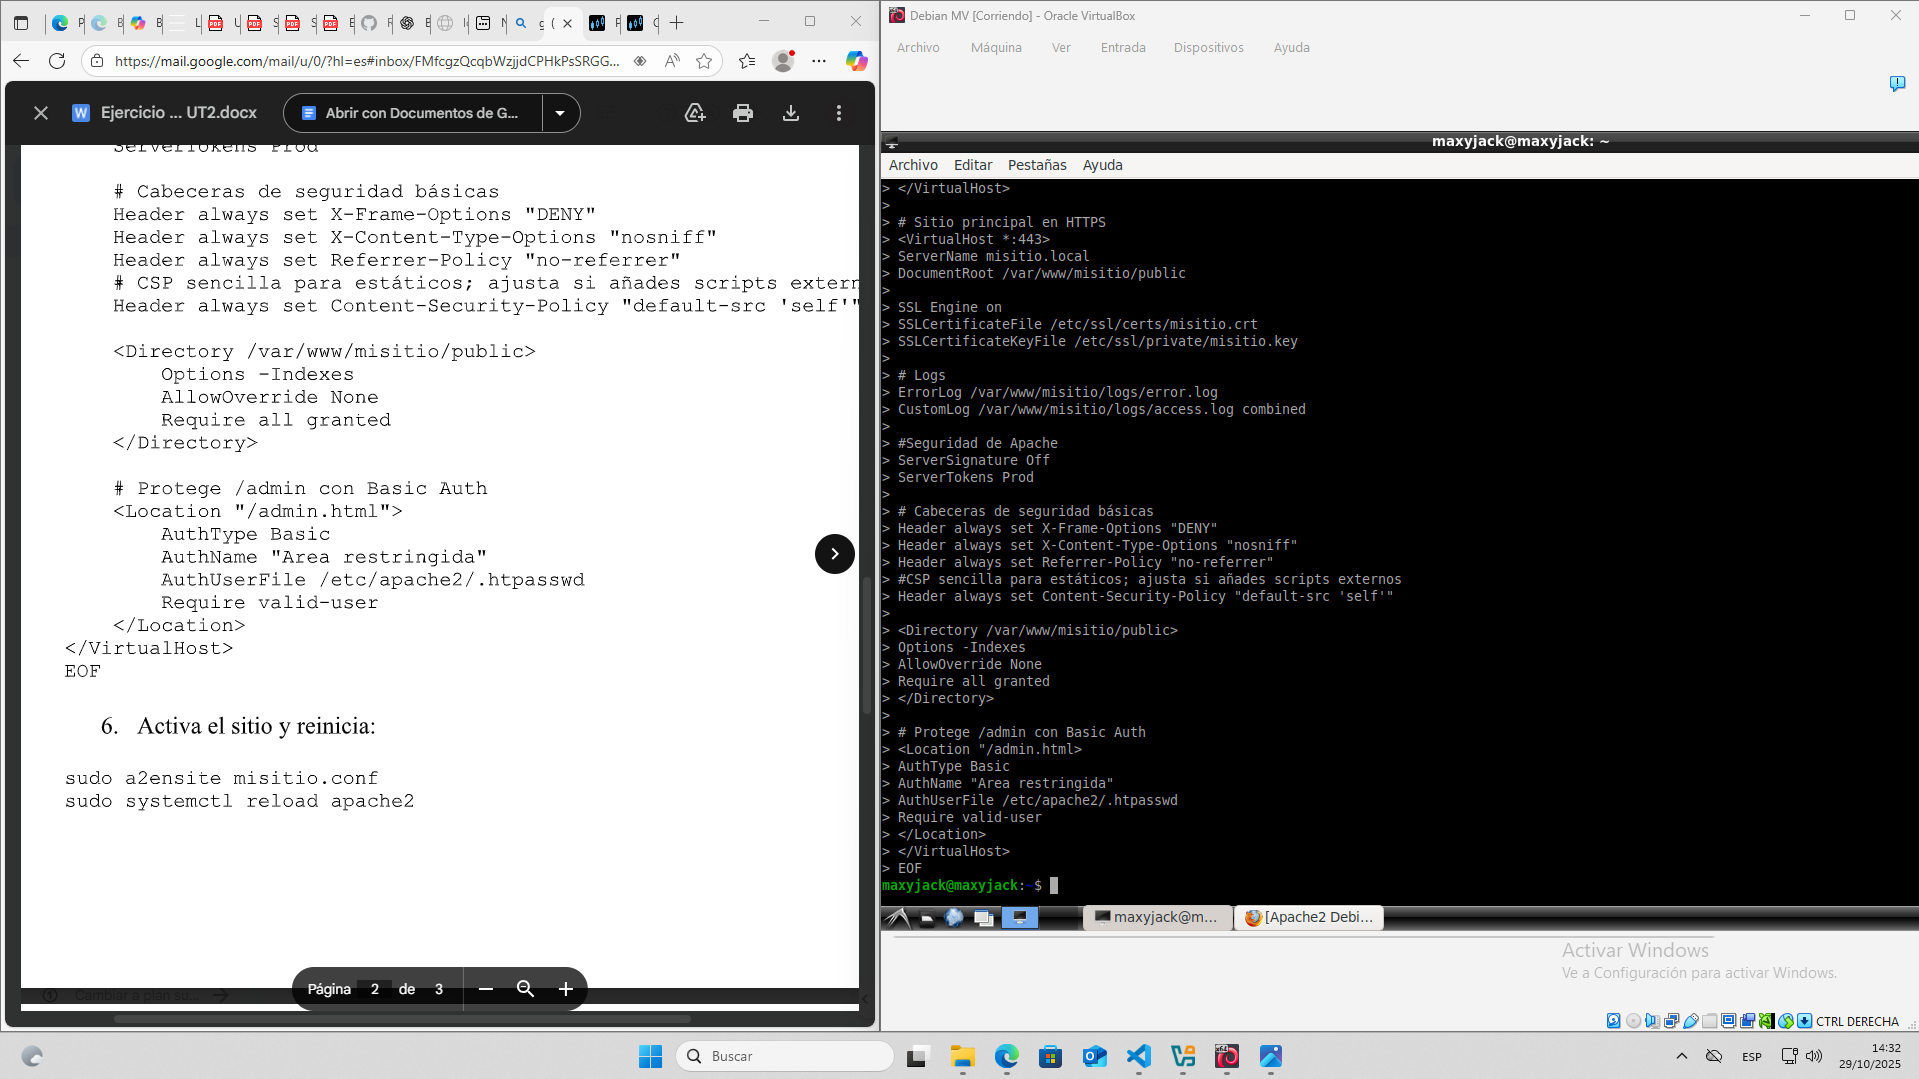 https://mail.google.com/mail/u/0/?hl=es#inbox/FMfcgzQcqbWzjjdCPHkPsSRGG...
Ejercicio ... UT2.docx
Abrir con Documentos de G...
ServerTokens Prod
# Cabeceras de seguridad básicas
Header always set X-Frame-Options "DENY"
Header always set X-Content-Type-Options "nosniff"
Header always set Referrer-Policy "no-referrer"
# CSP sencilla para estáticos; ajusta si añades scripts extern
Header always set Content-Security-Policy "default-src 'self'"
<Directory /var/www/misitio/public>
Options -Indexes
AllowOverride None
Require all granted
</Directory>
# Protege /admin con Basic Auth
<Location "/admin.html">
AuthType Basic
AuthName "Area restringida"
AuthUserFile /etc/apache2/.htpasswd
Require valid-user
</Location>
</VirtualHost>
EOF
6. Activa el sitio y reinicia:
sudo a2ensite misitio.conf
sudo systemctl reload apache2
Página 2 de 3
Cambiar a plan su...
Debian MV [Corriendo] - Oracle VirtualBox
Archivo Máquina Ver Entrada Dispositivos Ayuda
maxyjack@maxyjack: ~
Archivo Editar Pestañas Ayuda
> </VirtualHost>
>
> # Sitio principal en HTTPS
> <VirtualHost *:443>
> ServerName misitio.local
> DocumentRoot /var/www/misitio/public
>
> SSL Engine on
> SSLCertificateFile /etc/ssl/certs/misitio.crt
> SSLCertificateKeyFile /etc/ssl/private/misitio.key
>
> # Logs
> ErrorLog /var/www/misitio/logs/error.log
> CustomLog /var/www/misitio/logs/access.log combined
>
> #Seguridad de Apache
> ServerSignature Off
> ServerTokens Prod
>
> # Cabeceras de seguridad básicas
> Header always set X-Frame-Options "DENY"
> Header always set X-Content-Type-Options "nosniff"
> Header always set Referrer-Policy "no-referrer"
> #CSP sencilla para estáticos; ajusta si añades scripts externos
> Header always set Content-Security-Policy "default-src 'self'"
>
> <Directory /var/www/misitio/public>
> Options -Indexes
> AllowOverride None
> Require all granted
> </Directory>
>
> # Protege /admin con Basic Auth
> <Location "/admin.html>
> AuthType Basic
> AuthName "Area restringida"
> AuthUserFile /etc/apache2/.htpasswd
> Require valid-user
> </Location>
> </VirtualHost>
> EOF
maxyjack@maxyjack:~$
maxyjack@m... [Apache2 Debi...
Activar Windows
Ve a Configuración para activar Windows.
CTRL DERECHA
Buscar
ESP
14:32
29/10/2025